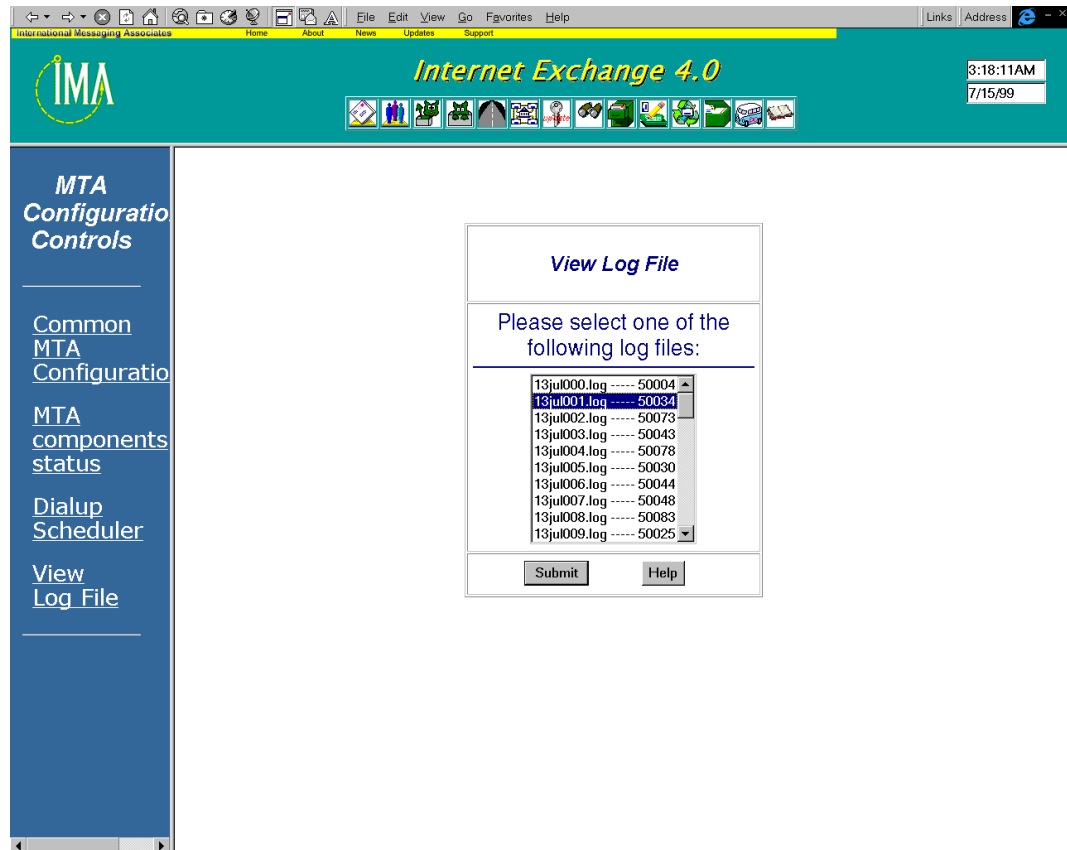 File Edit View Go Favorites Help Links Address
International Messaging Associates Home About News Updates Support
IMA
Internet Exchange 4.0
3:18:11AM
7/15/99
update
MTA
Configuratio
Controls
Common
MTA
Configuratio
MTA
components
status
Dialup
Scheduler
View
Log File
View Log File
Please select one of the
following log files:
13jul000.log ----- 50004
13jul001.log ----- 50034
13jul002.log ----- 50073
13jul003.log ----- 50043
13jul004.log ----- 50078
13jul005.log ----- 50030
13jul006.log ----- 50044
13jul007.log ----- 50048
13jul008.log ----- 50083
13jul009.log ----- 50025
Submit Help